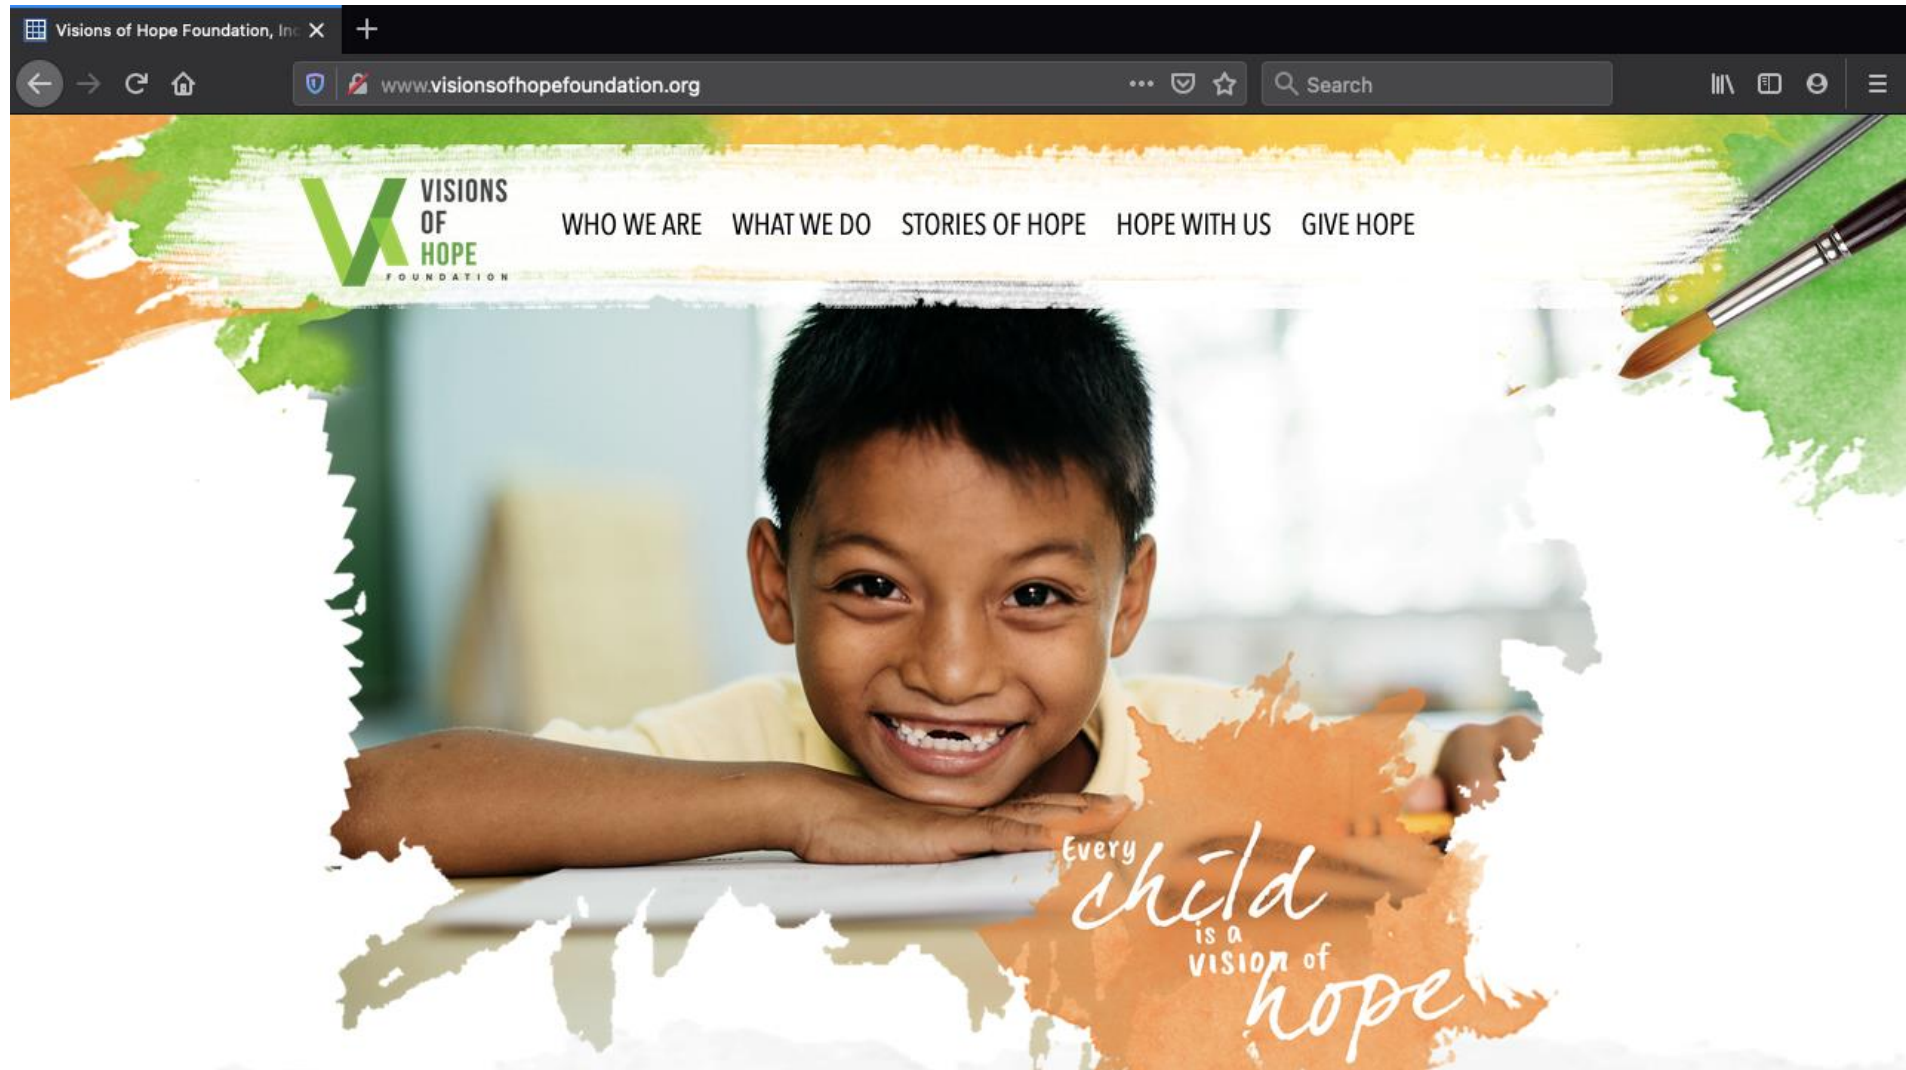 Visions of Hope Foundation, Inc
www.visionsofhopefoundation.org
Search
VISIONS
OF
HOPE
FOUNDATION
WHO WE ARE WHAT WE DO STORIES OF HOPE HOPE WITH US GIVE HOPE
Every
child
is a
VISION of
hope